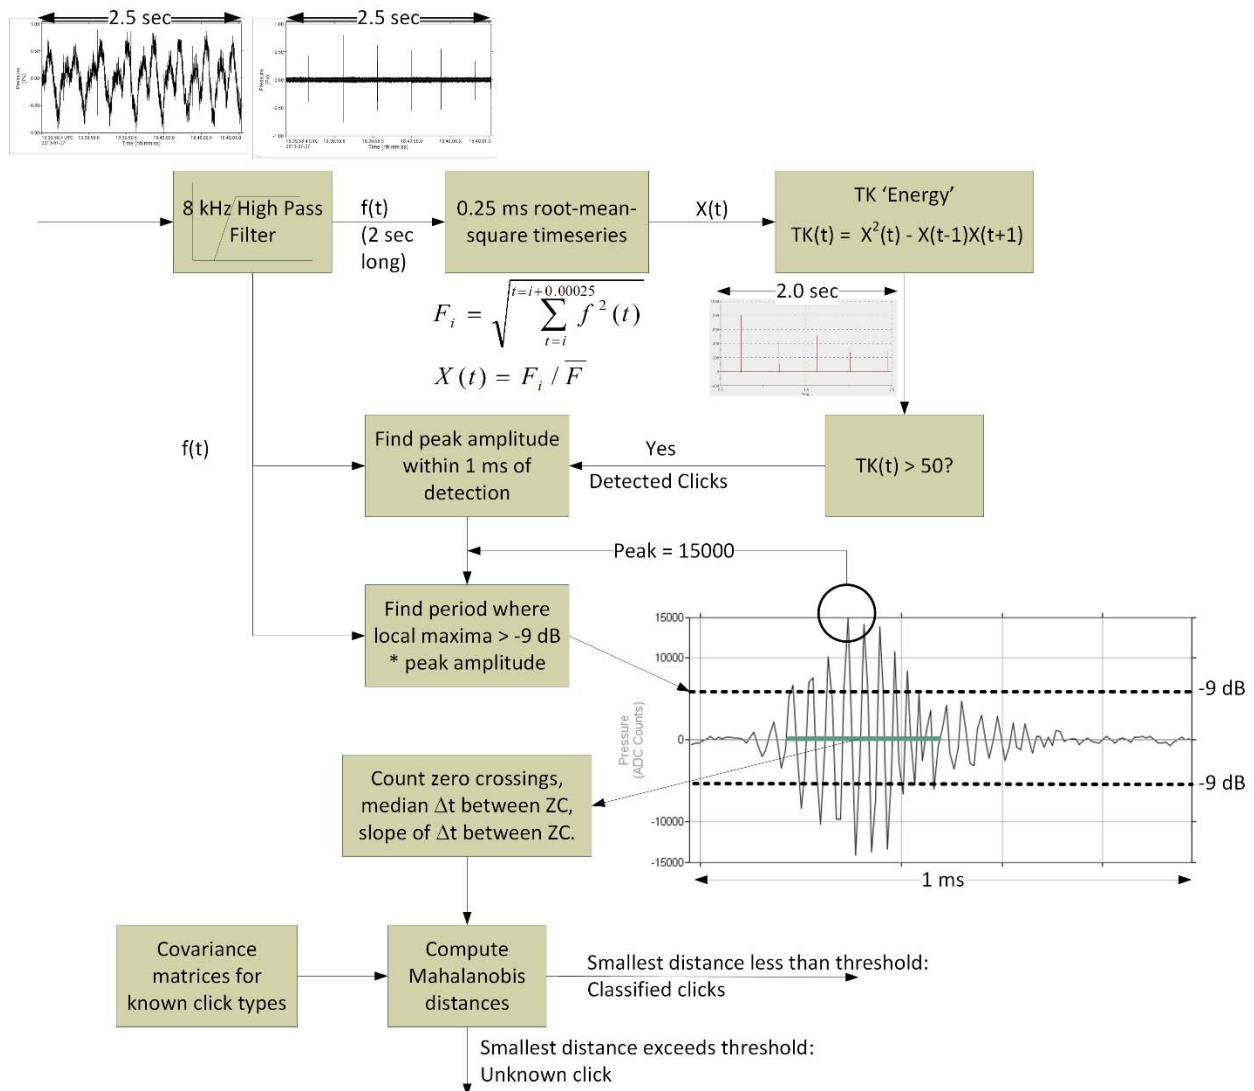 2.5 sec
2.5 sec
8 kHz High Pass
Filter
f(t)
(2 sec
long)
0.25 ms root-mean-
square timeseries
X(t)
TK ‘Energy’
TK(t) = X²(t) - X(t-1)X(t+1)
F_i = √(∑_{t=i}^{t=i+0.00025} f²(t))
X(t) = F_i / F̅
2.0 sec
f(t)
Find peak amplitude
within 1 ms of
detection
Yes
Detected Clicks
TK(t) > 50?
Peak = 15000
Find period where
local maxima > -9 dB
* peak amplitude
15000
10000
0
-10000
-15000
Pressure
(ADC Counts)
-9 dB
-9 dB
1 ms
Count zero crossings,
median Δt between ZC,
slope of Δt between ZC.
Covariance
matrices for
known click types
Compute
Mahalanobis
distances
Smallest distance less than threshold:
Classified clicks
Smallest distance exceeds threshold:
Unknown click